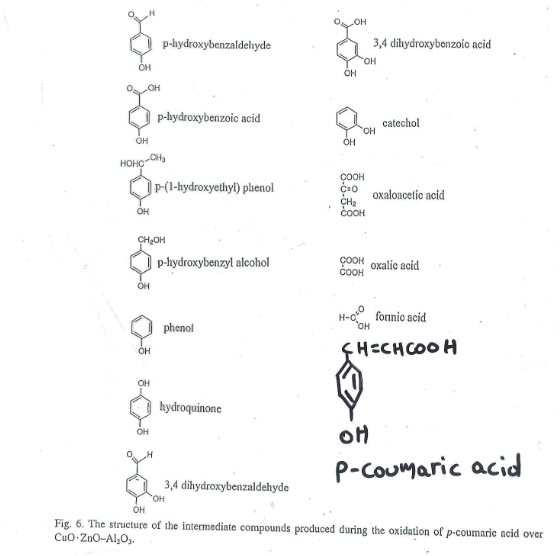 O H
p-hydroxybenzaldehyde
OH
O OH
p-hydroxybenzoic acid
OH
HOHC CH₃
p-(1-hydroxyethyl) phenol
OH
CH₂OH
p-hydroxybenzyl alcohol
OH
phenol
OH
OH
hydroquinone
OH
O H
3,4 dihydroxybenzaldehyde
OH
OH
O OH
3,4 dihydroxybenzoic acid
OH
OH
catechol
OH
OH
COOH
C=O
oxaloacetic acid
CH₂
COOH
COOH
oxalic acid
COOH
O
H-C formic acid
OH
CH=CHCOOH
OH
p-coumaric acid
Fig. 6. The structure of the intermediate compounds produced during the oxidation of p-coumaric acid over
CuO·ZnO–Al₂O₃.